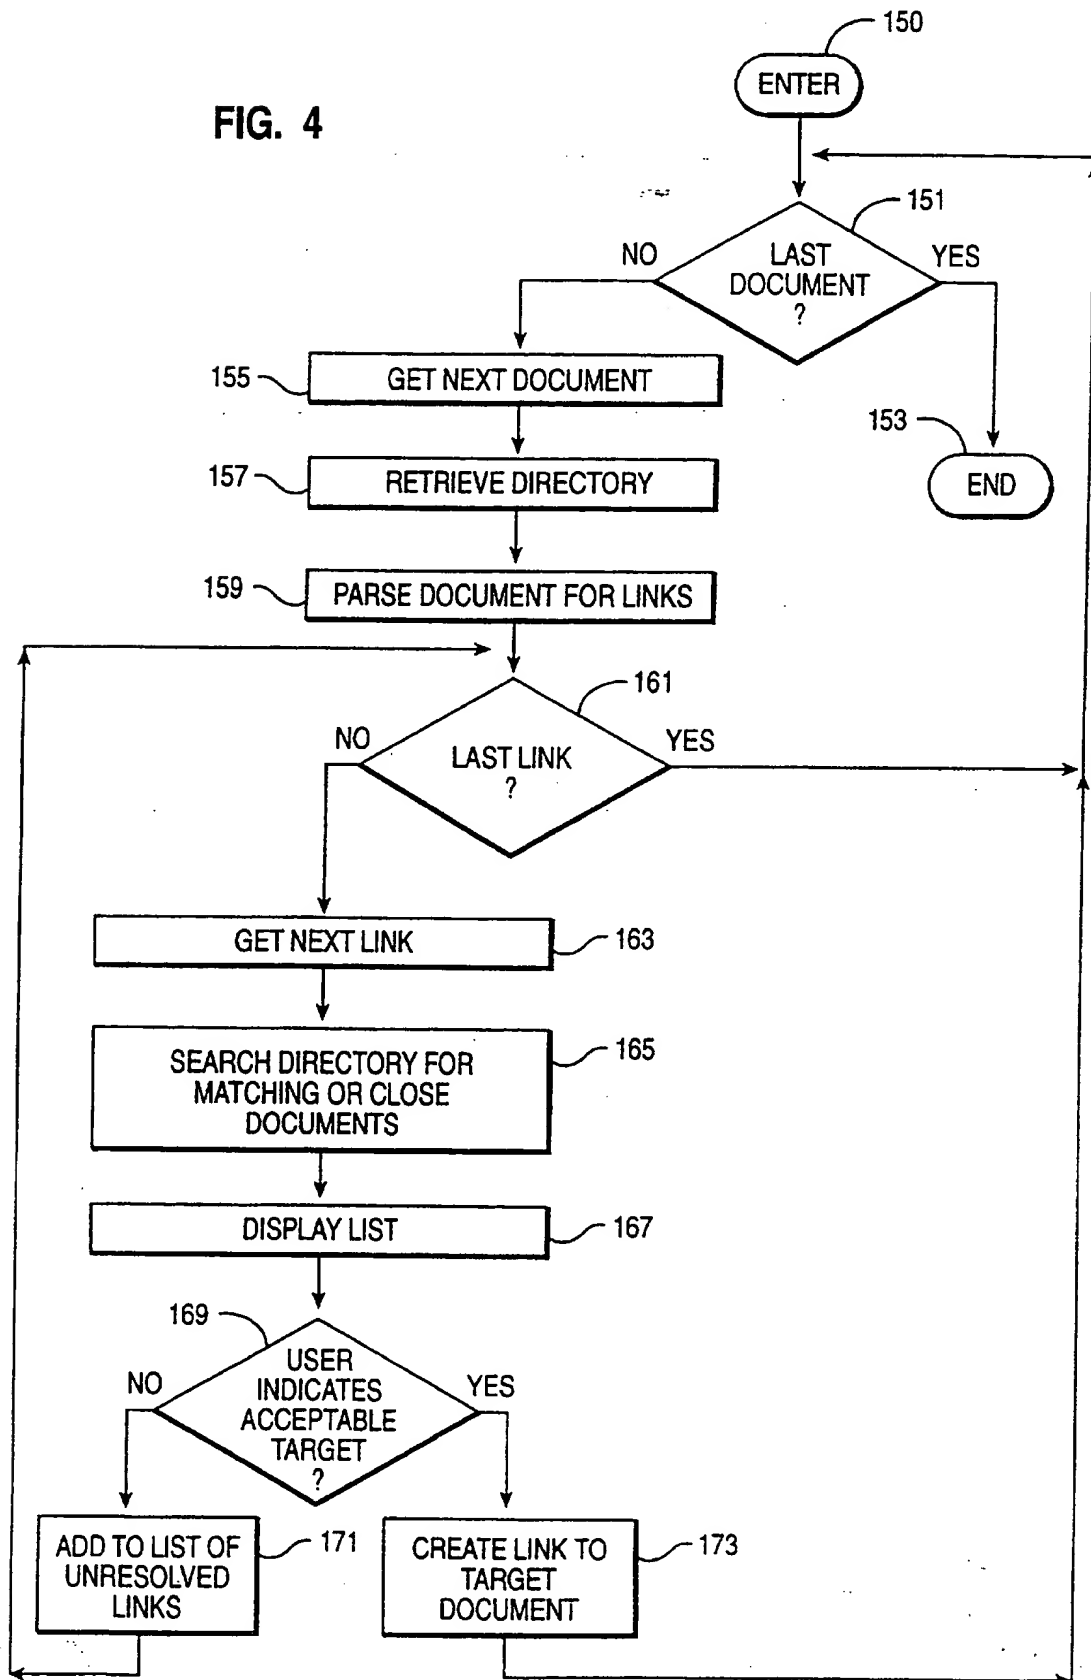 150
ENTER
FIG. 4
151
NO
YES
LAST
DOCUMENT
?
155
GET NEXT DOCUMENT
153
END
157
RETRIEVE DIRECTORY
159
PARSE DOCUMENT FOR LINKS
161
NO
YES
LAST LINK
?
GET NEXT LINK
163
SEARCH DIRECTORY FOR
MATCHING OR CLOSE
DOCUMENTS
165
DISPLAY LIST
167
169
NO
YES
USER
INDICATES
ACCEPTABLE
TARGET
?
ADD TO LIST OF
UNRESOLVED
LINKS
171
CREATE LINK TO
TARGET
DOCUMENT
173